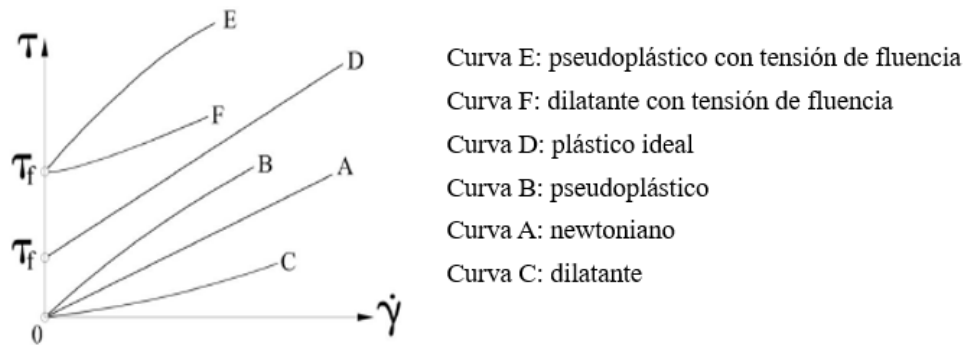 τ
E
D
F
τf
B
A
τf
C
0
γ̇
Curva E: pseudoplástico con tensión de fluencia
Curva F: dilatante con tensión de fluencia
Curva D: plástico ideal
Curva B: pseudoplástico
Curva A: newtoniano
Curva C: dilatante